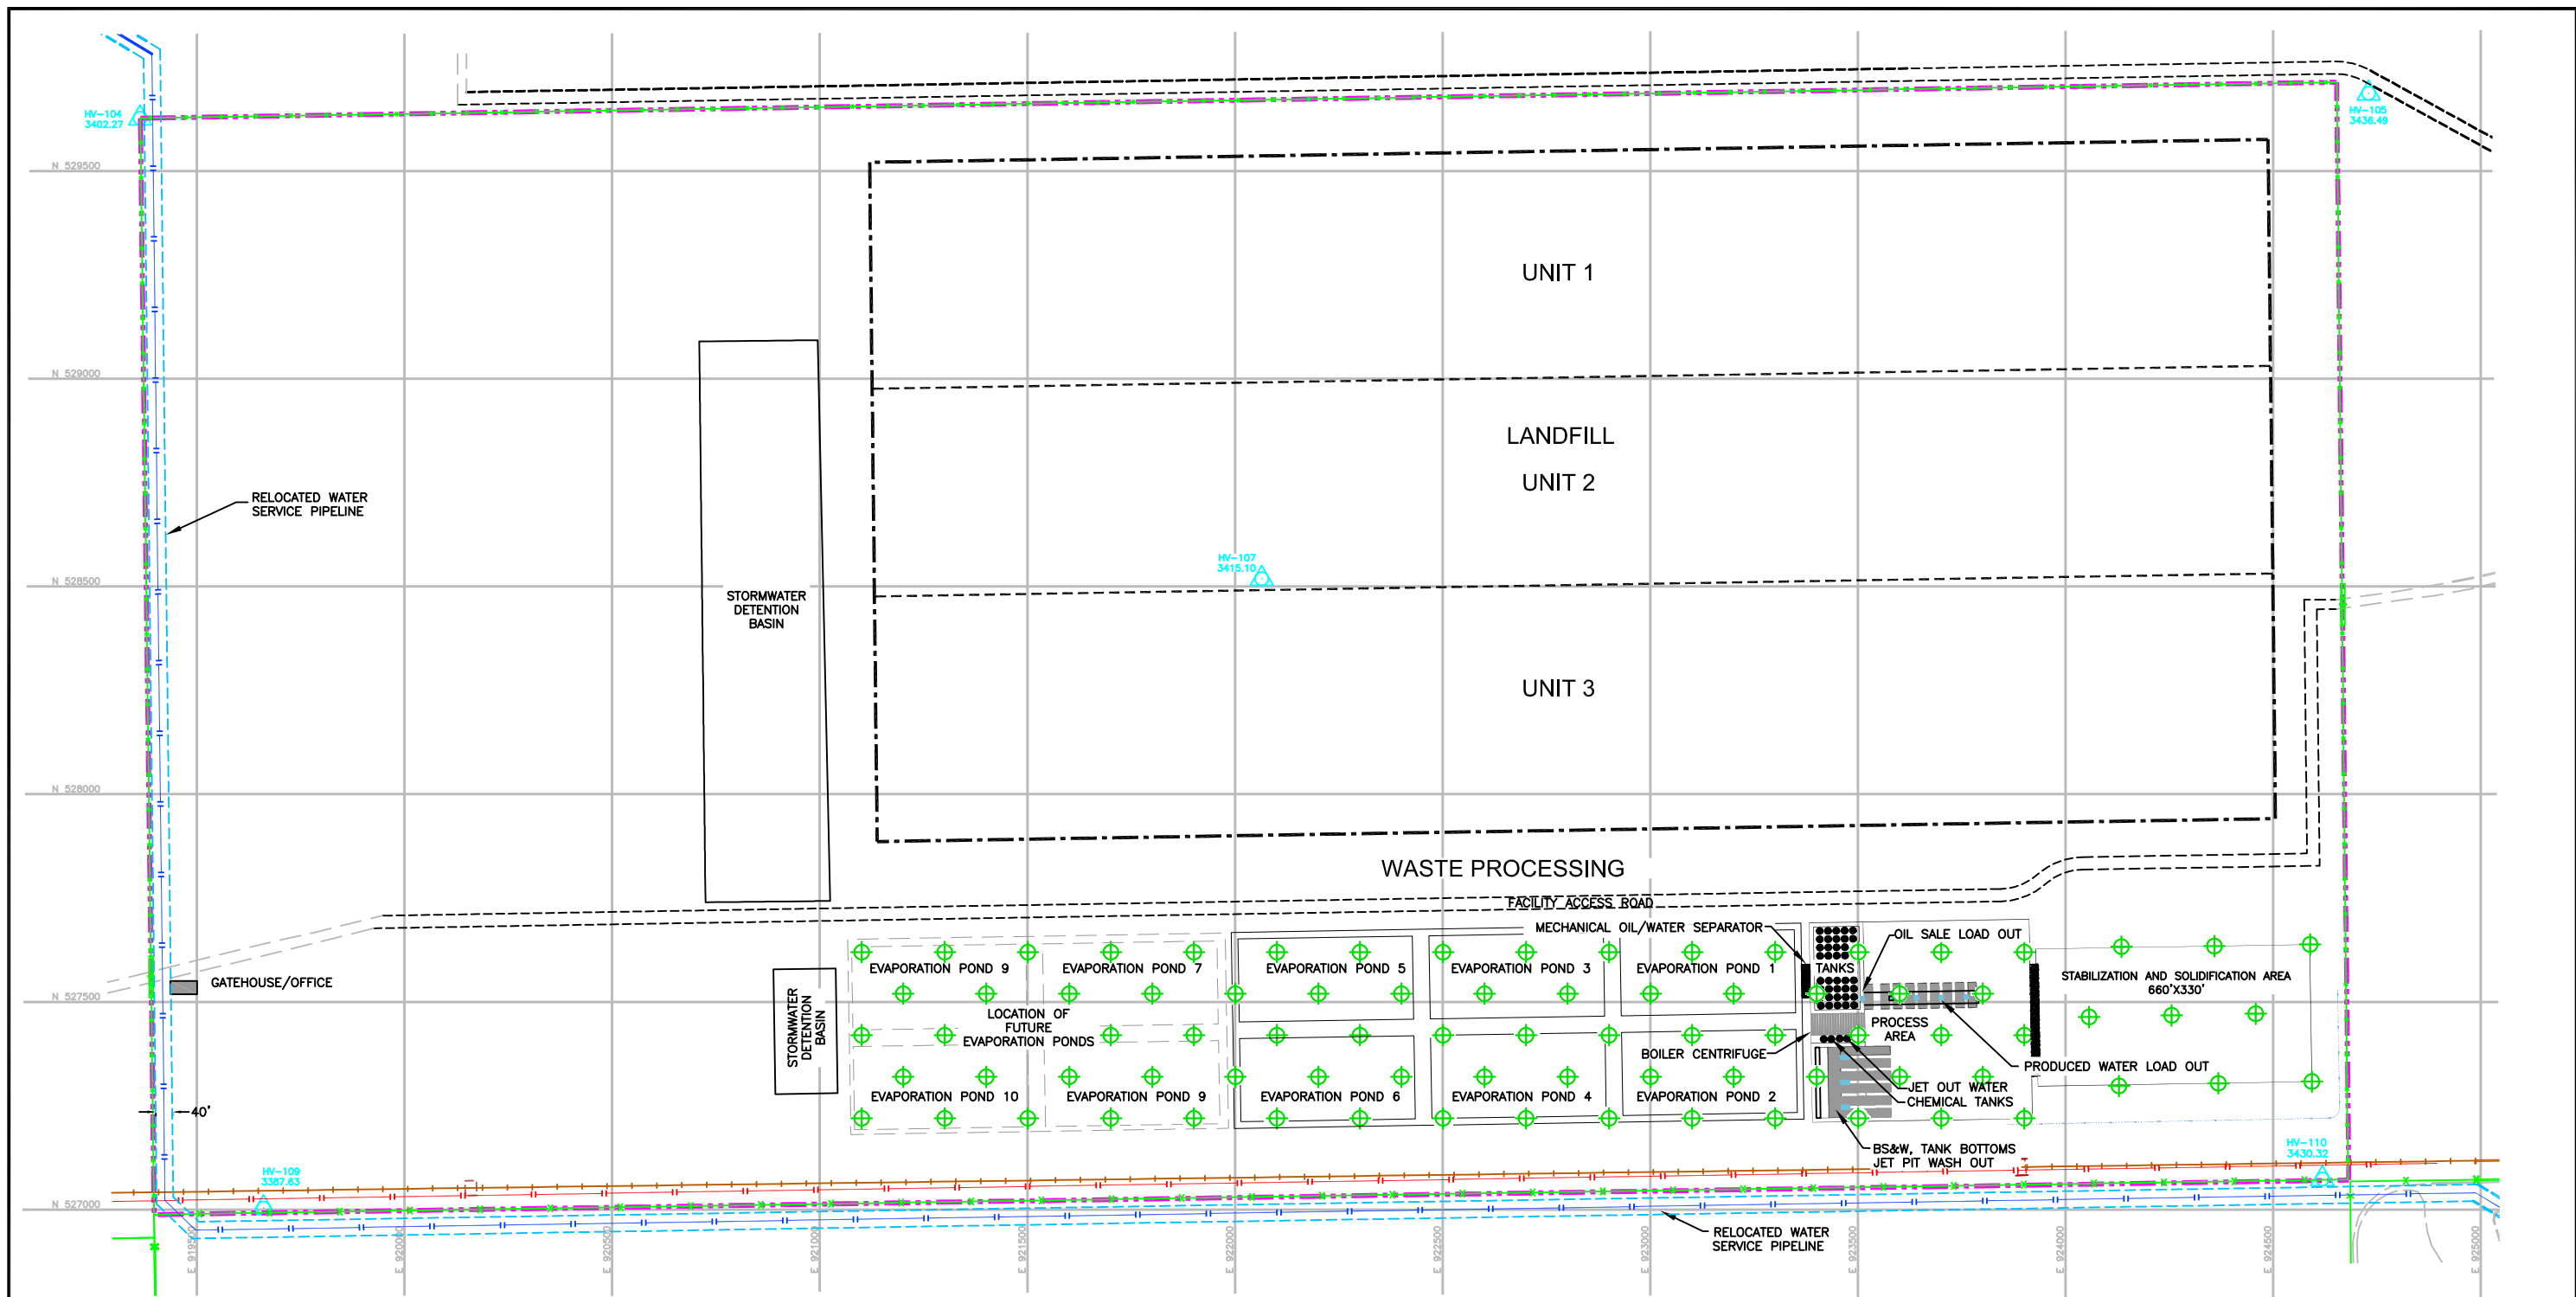 HV-104
3402.27
HV-105
3436.49
N 529500
UNIT 1
N 529000
LANDFILL
UNIT 2
RELOCATED WATER
SERVICE PIPELINE
HV-107
3415.10
N 528500
STORMWATER
DETENTION
BASIN
UNIT 3
N 528000
WASTE PROCESSING
FACILITY ACCESS ROAD
MECHANICAL OIL/WATER SEPARATOR
OIL SALE LOAD OUT
GATEHOUSE/OFFICE
EVAPORATION POND 9
EVAPORATION POND 7
EVAPORATION POND 5
EVAPORATION POND 3
EVAPORATION POND 1
TANKS
STABILIZATION AND SOLIDIFICATION AREA
660'X330'
N 527500
STORMWATER
DETENTION
BASIN
LOCATION OF
FUTURE
EVAPORATION PONDS
PROCESS
AREA
BOILER CENTRIFUGE
PRODUCED WATER LOAD OUT
EVAPORATION POND 10
EVAPORATION POND 9
EVAPORATION POND 6
EVAPORATION POND 4
EVAPORATION POND 2
JET OUT WATER
CHEMICAL TANKS
40'
BS&W, TANK BOTTOMS
JET PIT WASH OUT
HV-109
3387.63
HV-110
3430.32
N 527000
RELOCATED WATER
SERVICE PIPELINE
E 919500
E 920000
E 920500
E 921000
E 921500
E 922000
E 922500
E 923000
E 923500
E 924000
E 924500
E 925000